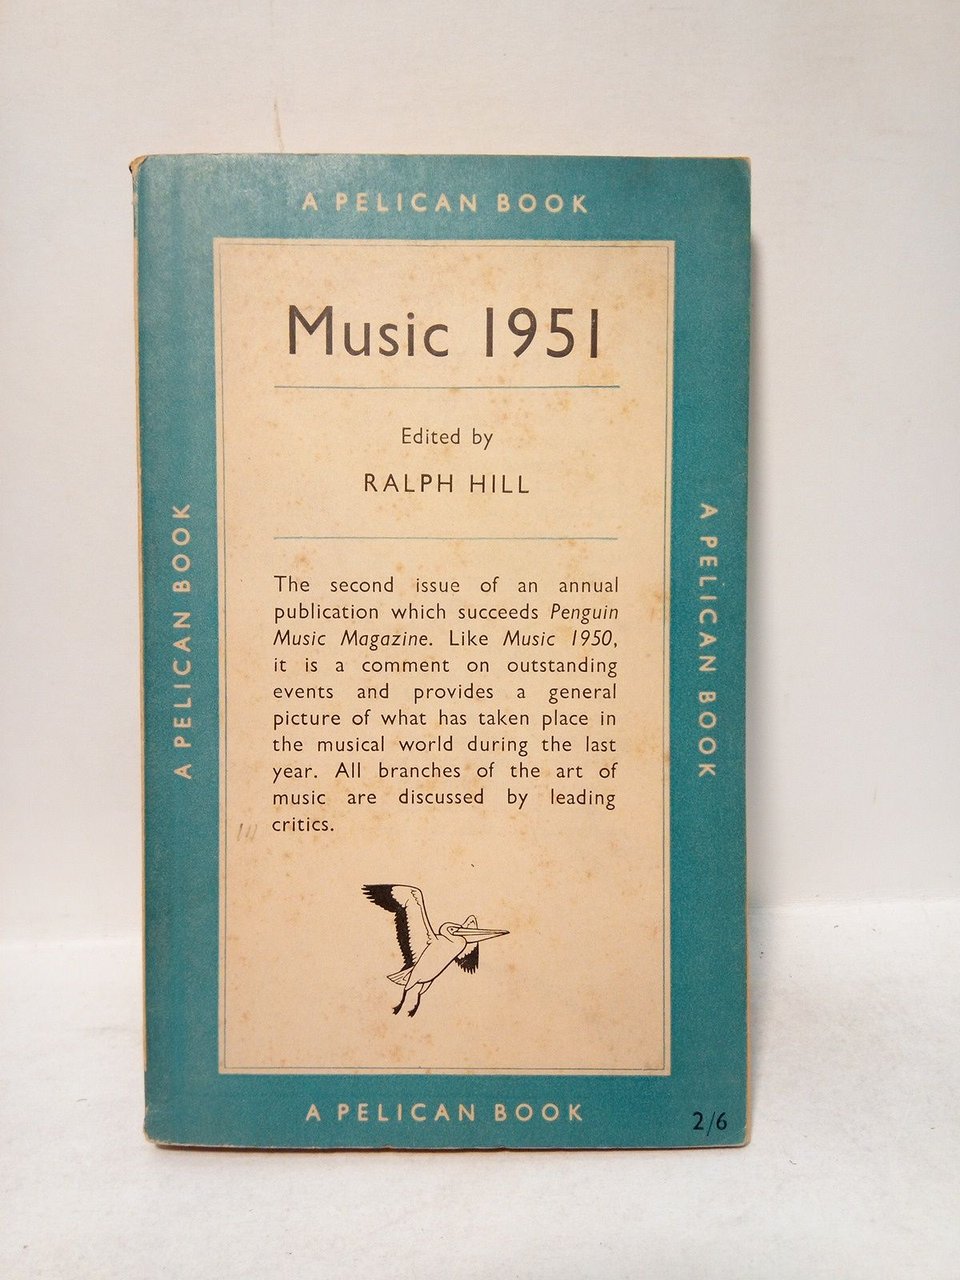 A PELICAN BOOK
Music 1951
Edited by
RALPH HILL
The second issue of an annual
publication which succeeds Penguin
Music Magazine. Like Music 1950,
it is a comment on outstanding
events and provides a general
picture of what has taken place in
the musical world during the last
year. All branches of the art of
music are discussed by leading
critics.
A PELICAN BOOK
A PELICAN BOOK
A PELICAN BOOK
2/6